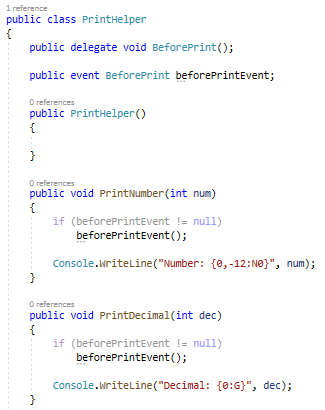 1 reference
public class PrintHelper
{
public delegate void BeforePrint();
public event BeforePrint beforePrintEvent;
0 references
public PrintHelper()
{
}
0 references
public void PrintNumber(int num)
{
if (beforePrintEvent != null)
beforePrintEvent();
Console.WriteLine("Number: {0,-12:N0}", num);
}
0 references
public void PrintDecimal(int dec)
{
if (beforePrintEvent != null)
beforePrintEvent();
Console.WriteLine("Decimal: {0:G}", dec);
}